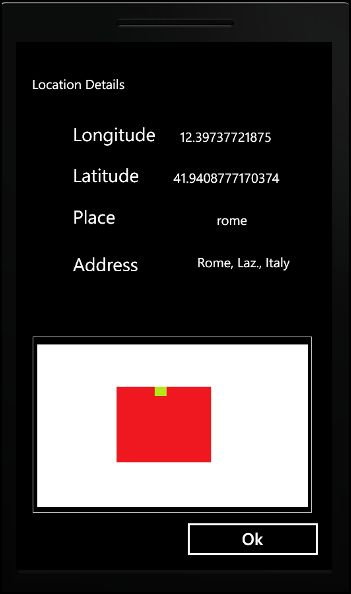 Location Details
Longitude 12.39737721875
Latitude 41.9408777170374
Place rome
Address Rome, Laz., Italy
Ok